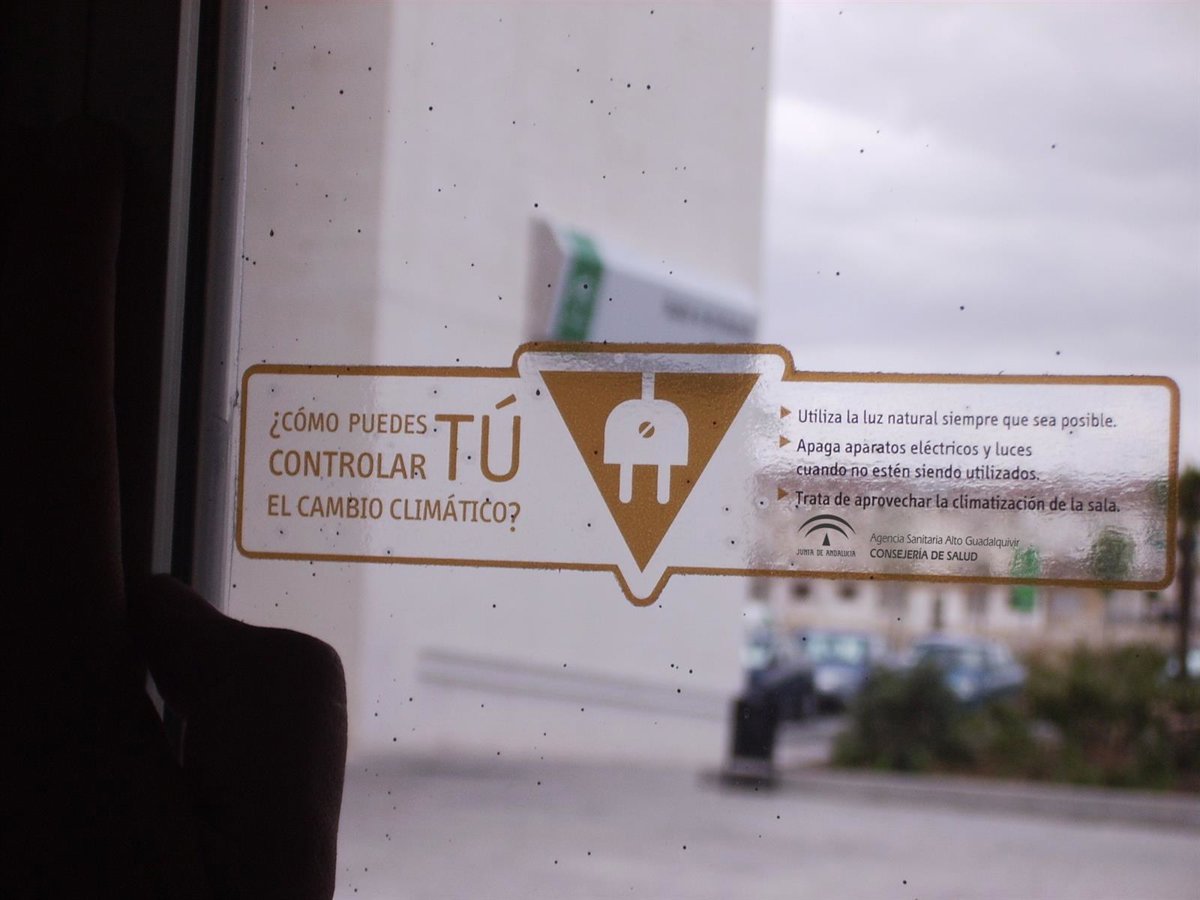 ¿CÓMO PUEDES TÚ
CONTROLAR
EL CAMBIO CLIMÁTICO?
Utiliza la luz natural siempre que sea posible.
Apaga aparatos eléctricos y luces
cuando no estén siendo utilizados.
Trata de aprovechar la climatización de la sala.
JUNTA DE ANDALUCIA
Agencia Sanitaria Alto Guadalquivir
CONSEJERÍA DE SALUD